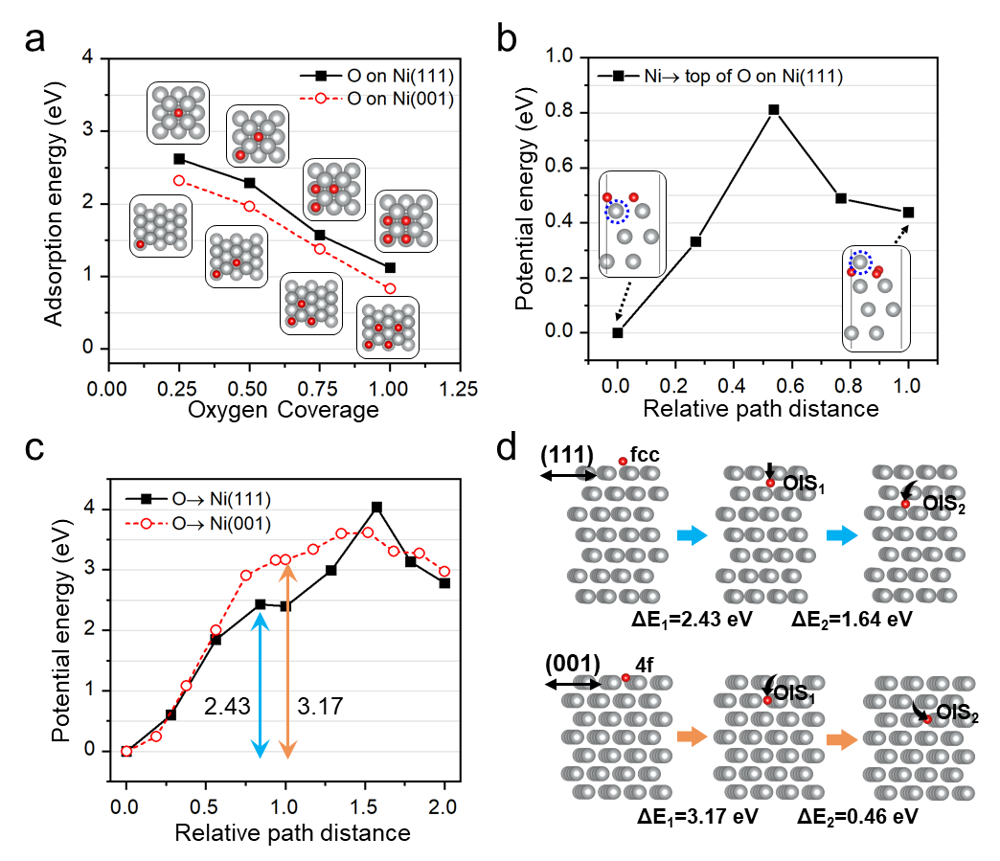 a
Adsorption energy (eV)
4
3
2
1
0
O on Ni(111)
O on Ni(001)
0.00 0.25 0.50 0.75 1.00 1.25
Oxygen Coverage
b
Potential energy (eV)
1.0
0.8
0.6
0.4
0.2
0.0
Ni→ top of O on Ni(111)
0.0 0.2 0.4 0.6 0.8 1.0
Relative path distance
c
Potential energy (eV)
4
3
2
1
0
O→ Ni(111)
O→ Ni(001)
2.43
3.17
0.0 0.5 1.0 1.5 2.0
Relative path distance
d
(111)
fcc
OIS1
OIS2
ΔE1=2.43 eV
ΔE2=1.64 eV
(001)
4f
OIS1
OIS2
ΔE1=3.17 eV
ΔE2=0.46 eV